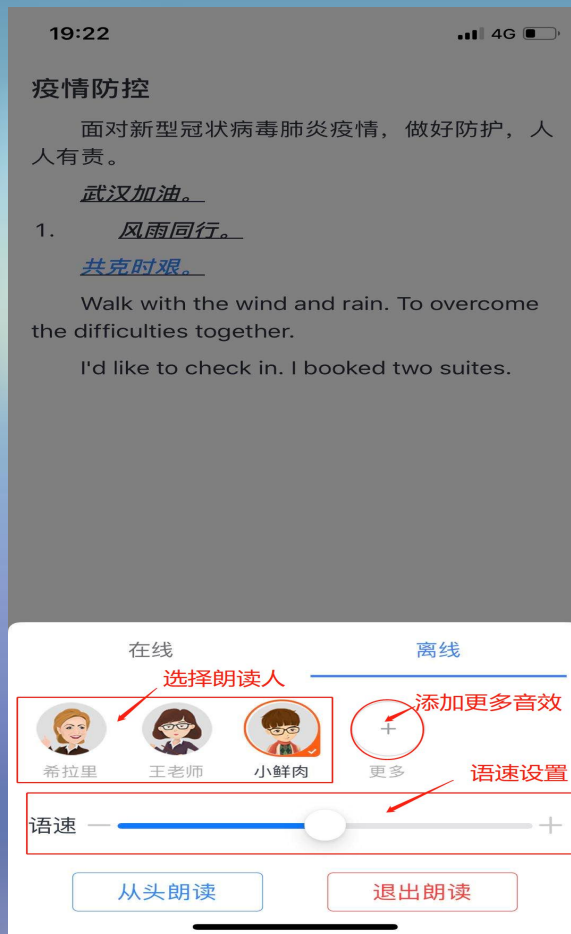 19:22 4G
疫情防控
面对新型冠状病毒肺炎疫情，做好防护，人
人有责。
武汉加油。
1. 风雨同行。
共克时艰。
Walk with the wind and rain. To overcome
the difficulties together.
I'd like to check in. I booked two suites.
在线 离线
选择朗读人
添加更多音效
希拉里 王老师 小鲜肉 更多
语速设置
语速
从头朗读 退出朗读